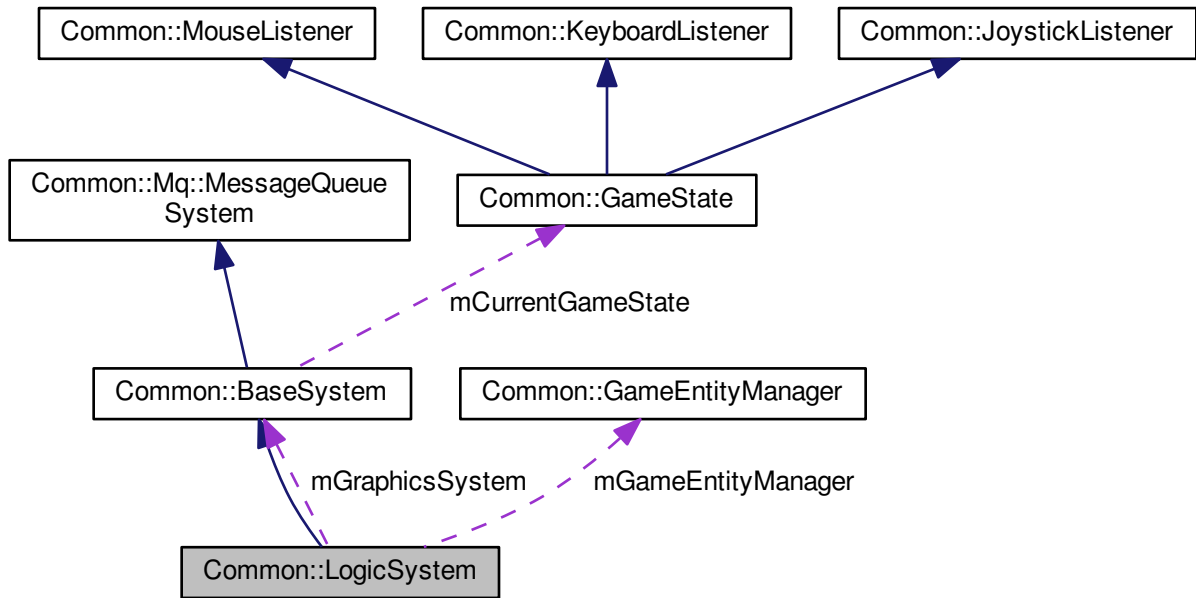 Common::MouseListener
Common::KeyboardListener
Common::JoystickListener
Common::Mq::MessageQueue
System
Common::GameState
mCurrentGameState
Common::BaseSystem
Common::GameEntityManager
mGraphicsSystem
mGameEntityManager
Common::LogicSystem